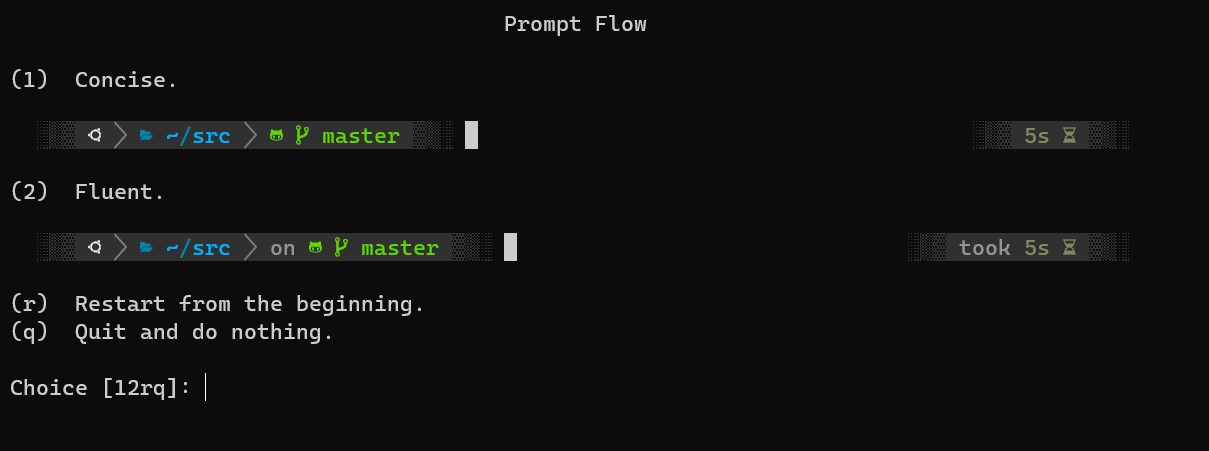 Prompt Flow
(1)  Concise.
~/src master 5s
(2)  Fluent.
~/src on master took 5s
(r)  Restart from the beginning.
(q)  Quit and do nothing.
Choice [12rq]: